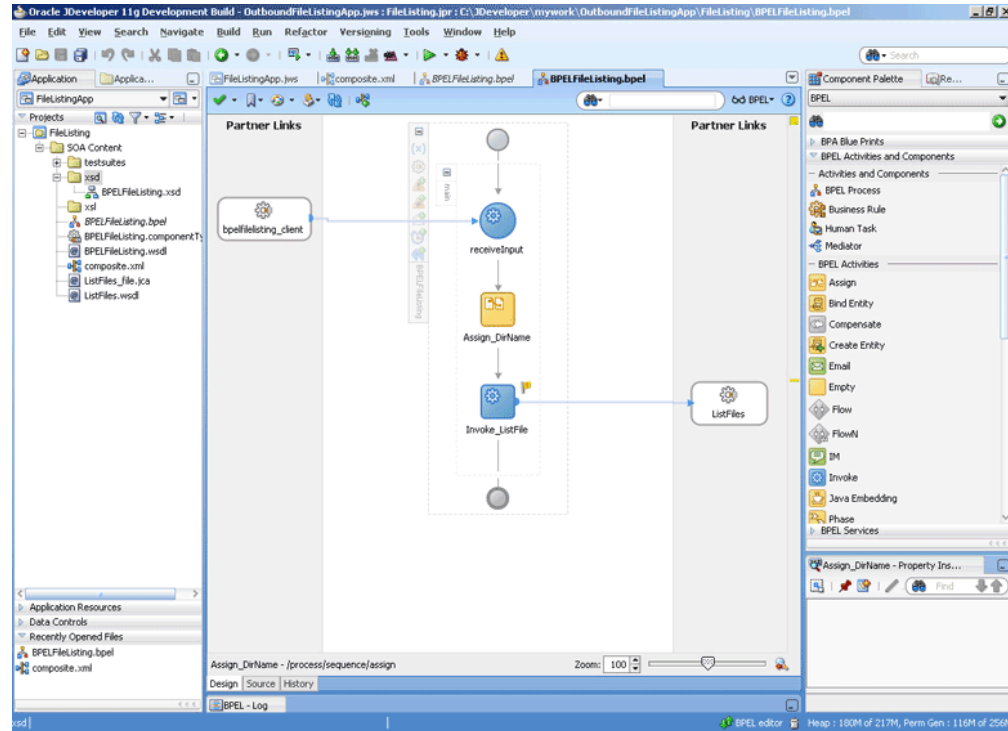 Oracle JDeveloper 11g Development Build - OutboundFileListingApp.jws : FileListing.jpr : C:\JDeveloper\mywork\OutboundFileListingApp\FileListing\BPELFileListing.bpel
File Edit View Search Navigate Build Run Refactor Versioning Tools Window Help
Search
Application Applica...
FileListingApp
Projects
FileListing
SOA Content
testsuites
xsd
BPELFileListing.xsd
xsl
BPELFileListing.bpel
BPELFileListing.componentTy
BPELFileListing.wsdl
composite.xml
ListFiles_file.jca
ListFiles.wsdl
Application Resources
Data Controls
Recently Opened Files
BPELFileListing.bpel
composite.xml
FileListingApp.jws composite.xml BPELFileListing.bpel BPELFileListing.bpel
BPEL
Partner Links
Partner Links
main
BPELFileListing
bpelfilelisting_client
receiveInput
Assign_DirName
Invoke_ListFile
ListFiles
Assign_DirName - /process/sequence/assign
Zoom: 100
Design Source History
BPEL - Log
Component Palette Re...
BPEL
BPA Blue Prints
BPEL Activities and Components
Activities and Components
BPEL Process
Business Rule
Human Task
Mediator
BPEL Activities
Assign
Bind Entity
Compensate
Create Entity
Email
Empty
Flow
FlowN
IM
Invoke
Java Embedding
Phase
BPEL Services
Assign_DirName - Property Ins...
Find
xsd BPEL editor Heap : 180M of 217M, Perm Gen : 116M of 256M